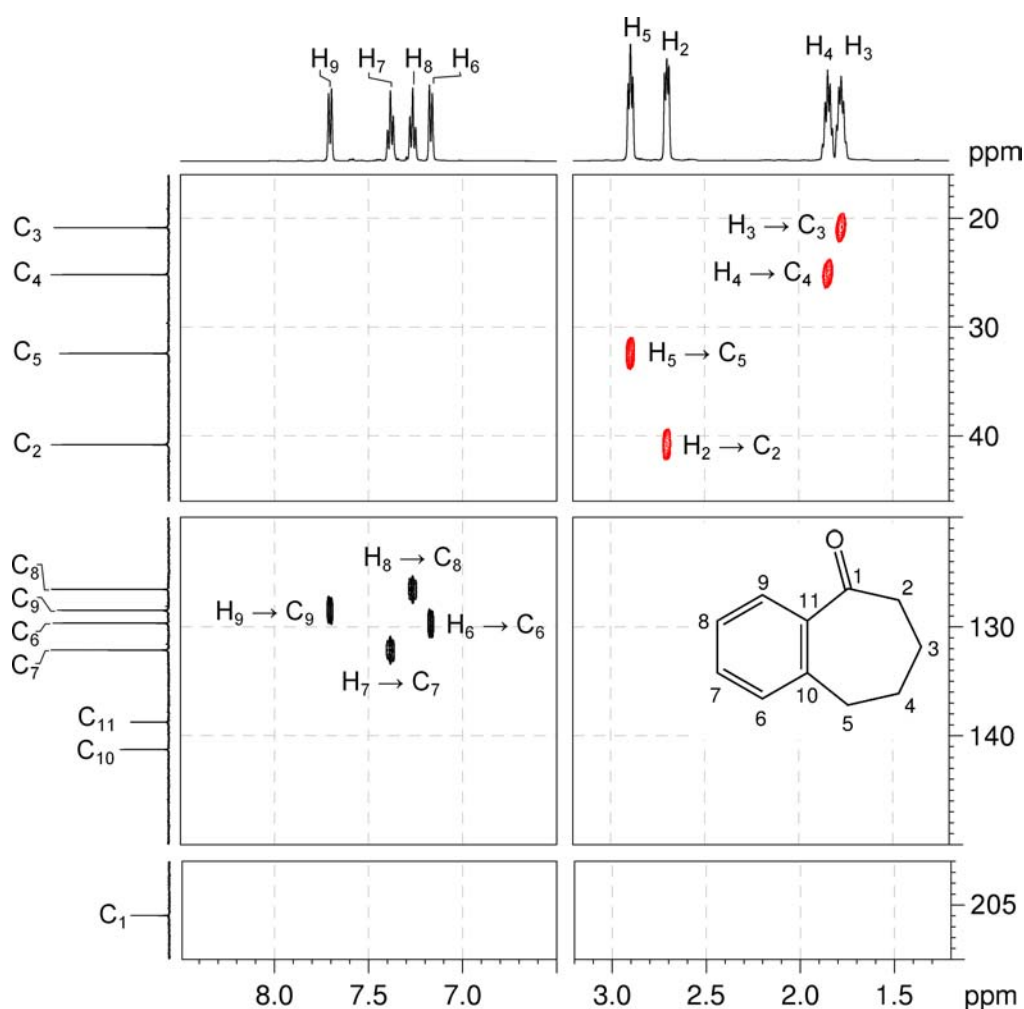 H₅
H₂
H₄ H₃
H₉ H₇ H₈ H₆
ppm
C₃
H₃ → C₃
20
C₄
H₄ → C₄
30
C₅
H₅ → C₅
C₂
H₂ → C₂
40
C₈
H₈ → C₈
O
C₉
H₉ → C₉
1
9
2
11
C₆
H₆ → C₆
8
130
3
C₇
H₇ → C₇
7
10
4
6
5
C₁₁
C₁₀
140
C₁
205
8.0 7.5 7.0 3.0 2.5 2.0 1.5 ppm